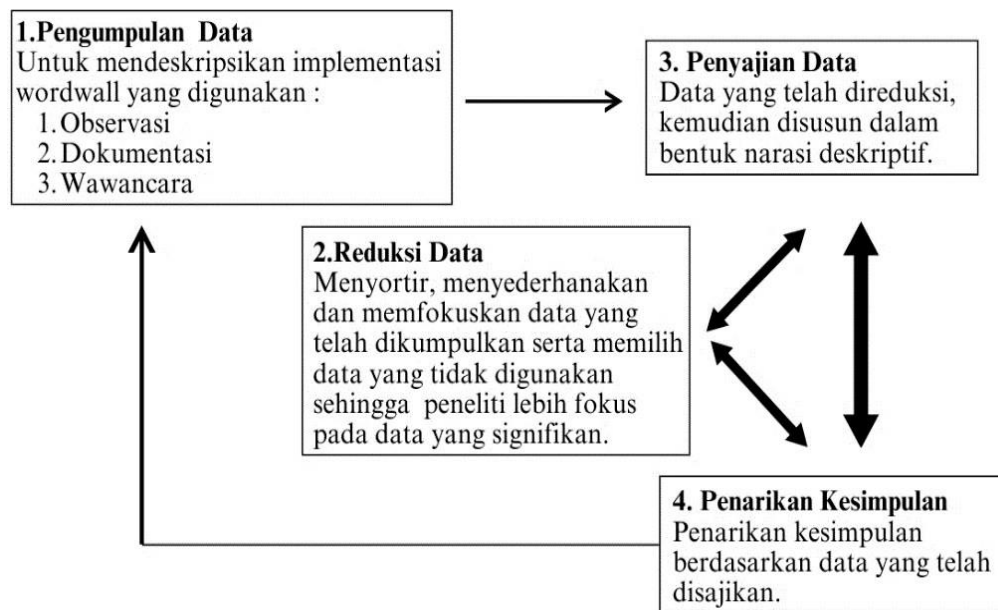 1.Pengumpulan Data
Untuk mendeskripsikan implementasi
wordwall yang digunakan :
1. Observasi
2. Dokumentasi
3. Wawancara
2.Reduksi Data
Menyortir, menyederhanakan
dan memfokuskan data yang
telah dikumpulkan serta memilih
data yang tidak digunakan
sehingga peneliti lebih fokus
pada data yang signifikan.
3. Penyajian Data
Data yang telah direduksi,
kemudian disusun dalam
bentuk narasi deskriptif.
4. Penarikan Kesimpulan
Penarikan kesimpulan
berdasarkan data yang telah
disajikan.